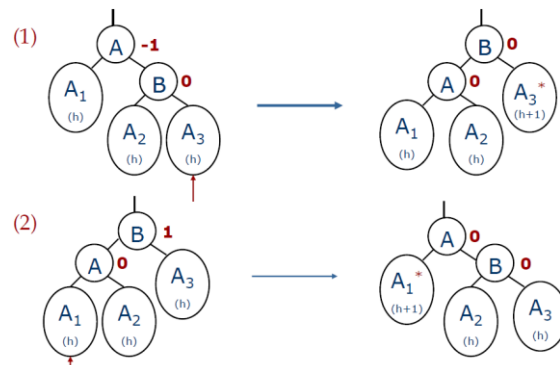 (1)
A -1
B 0
A₁ (h)
A₂ (h)
A₃ (h)
B 0
A 0
A₃* (h+1)
A₁ (h)
A₂ (h)
(2)
B 1
A 0
A₃ (h)
A₁ (h)
A₂ (h)
A 0
A₁* (h+1)
B 0
A₂ (h)
A₃ (h)